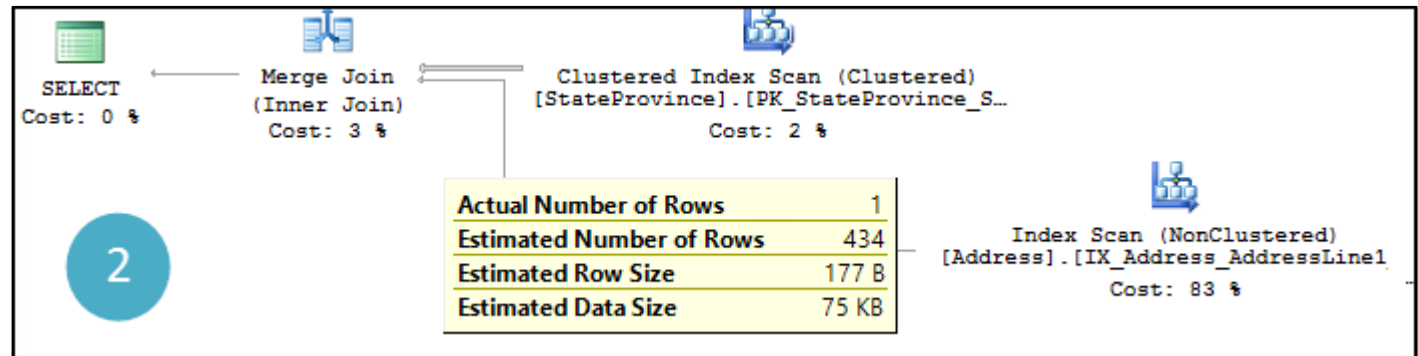 SELECT
Cost: 0 %
Merge Join
(Inner Join)
Cost: 3 %
Clustered Index Scan (Clustered)
[StateProvince].[PK_StateProvince_S…
Cost: 2 %
Actual Number of Rows 1
Estimated Number of Rows 434
Estimated Row Size 177 B
Estimated Data Size 75 KB
Index Scan (NonClustered)
[Address].[IX_Address_AddressLine1
Cost: 83 %
2